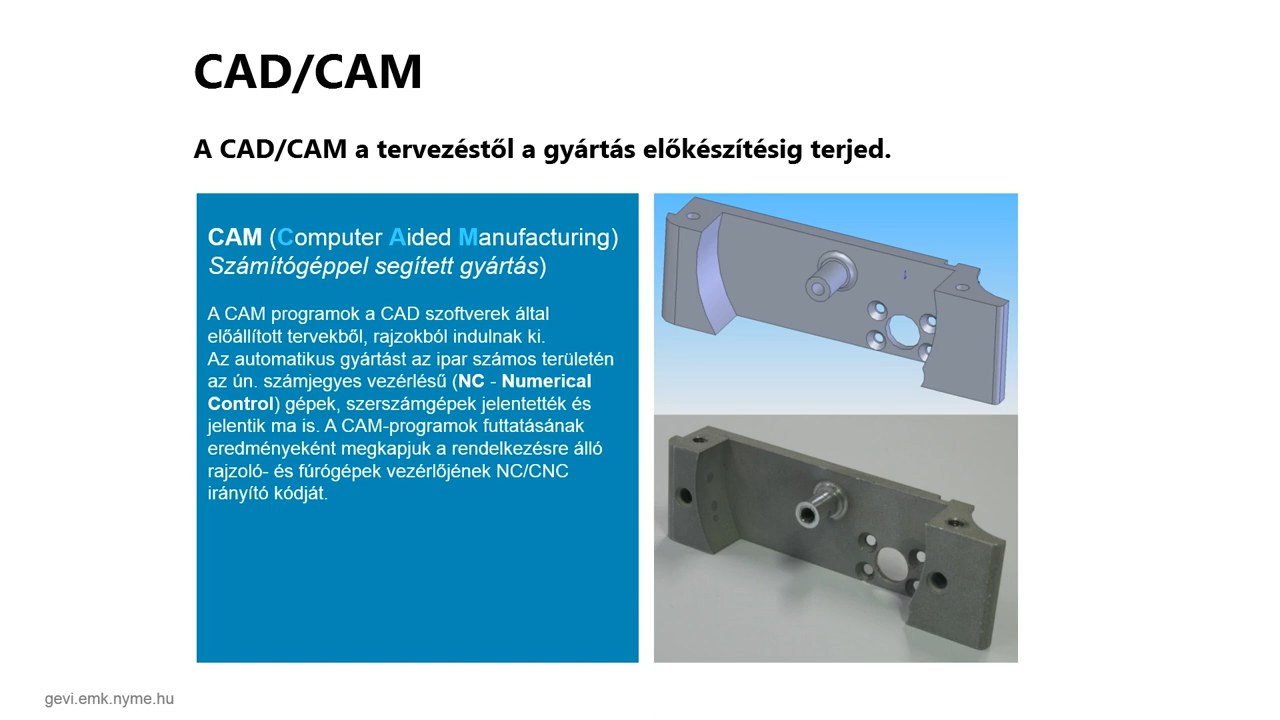 CAD/CAM
A CAD/CAM a tervezéstől a gyártás előkészítésig terjed.
CAM (Computer Aided Manufacturing)
Számítógéppel segített gyártás)
A CAM programok a CAD szoftverek által
előállított tervekből, rajzokból indulnak ki.
Az automatikus gyártást az ipar számos területén
az ún. számjegyes vezérlésű (NC - Numerical
Control) gépek, szerszámgépek jelentették és
jelentik ma is. A CAM-programok futtatásának
eredményeként megkapjuk a rendelkezésre álló
rajzoló- és fúrógépek vezérlőjének NC/CNC
irányító kódját.
gevi.emk.nyme.hu